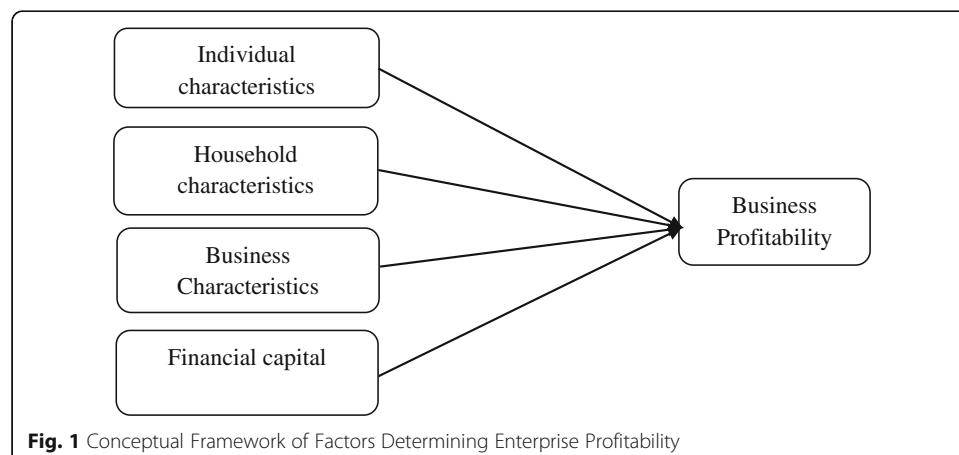 Individual
characteristics
Household
characteristics
Business
Characteristics
Financial capital
Business
Profitability
Fig. 1 Conceptual Framework of Factors Determining Enterprise Profitability